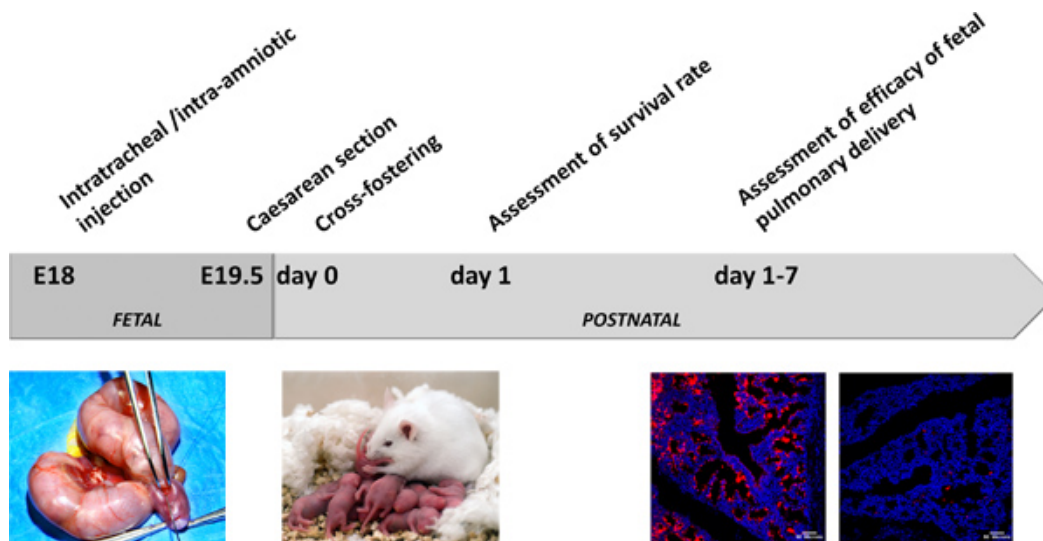 Intratracheal /intra-amniotic
injection
Caesarean section
Cross-fostering
Assessment of survival rate
Assessment of efficacy of fetal
pulmonary delivery
E18
E19.5
day 0
day 1
day 1-7
FETAL
POSTNATAL